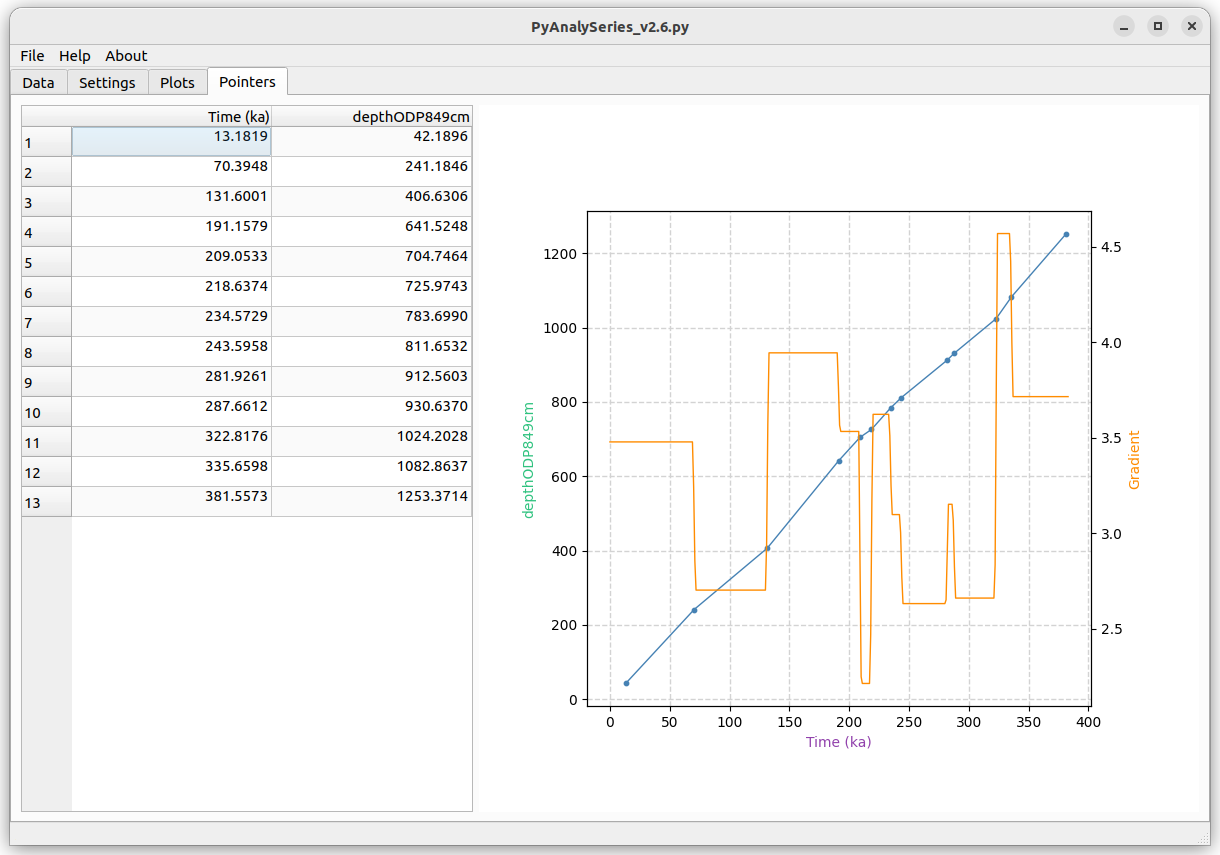 PyAnalySeries_v2.6.py
File Help About
Data Settings Plots Pointers
Time (ka) depthODP849cm
1 13.1819 42.1896
2 70.3948 241.1846
3 131.6001 406.6306
4 191.1579 641.5248
5 209.0533 704.7464
6 218.6374 725.9743
7 234.5729 783.6990
8 243.5958 811.6532
9 281.9261 912.5603
10 287.6612 930.6370
11 322.8176 1024.2028
12 335.6598 1082.8637
13 381.5573 1253.3714
depthODP849cm
1200
1000
800
600
400
200
0
0 50 100 150 200 250 300 350 400
Time (ka)
4.5
4.0
3.5
3.0
2.5
Gradient